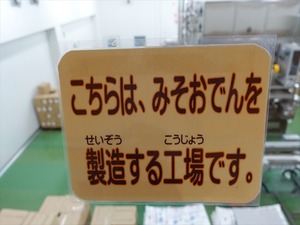 こちらは、みそおでんを
せいぞう こうじょう
製造する工場です。